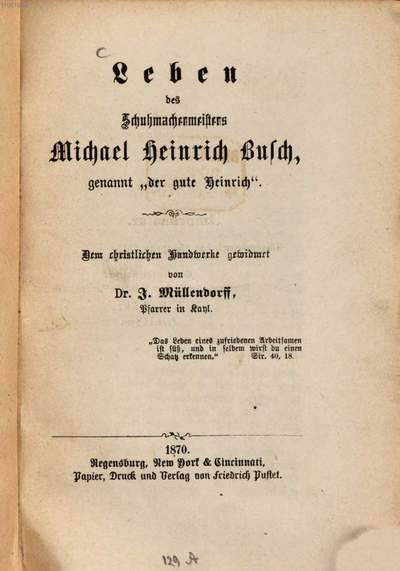 Leben
des
Schuhmachermeisters
Michael Heinrich Busch,
genannt „der gute Heinrich“.
Dem christlichen Handwerke gewidmet
von
Dr. J. Müllendorff,
Pfarrer in Kayl.
„Das Leben eines zufriedenen Arbeitsamen
ist süß, und in selbem wirst du einen
Schatz erkennen.“ Sir. 40, 18.
1870.
Regensburg, New York & Cincinnati,
Papier, Druck und Verlag von Friedrich Pustet.
129 A